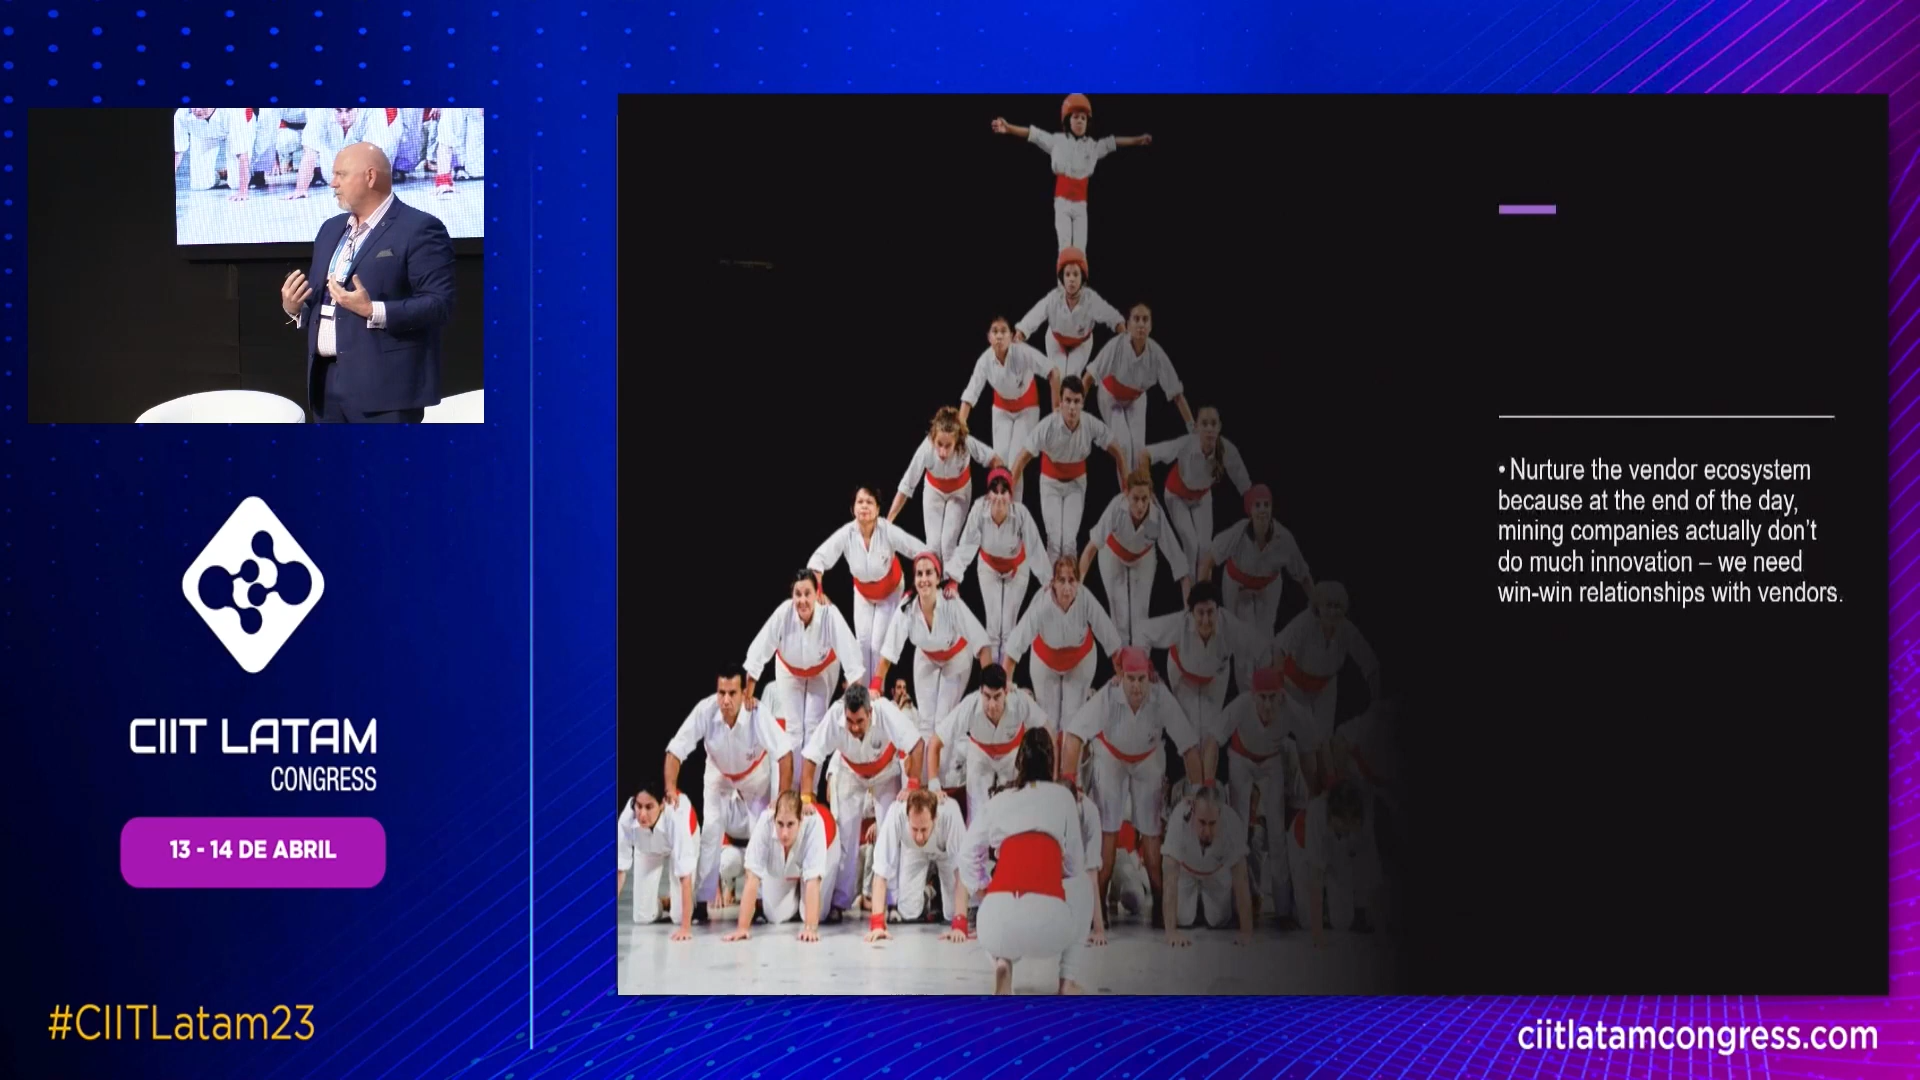 CIIT LATAM
CONGRESS
13 - 14 DE ABRIL
#CIITLatam23
• Nurture the vendor ecosystem
because at the end of the day,
mining companies actually don't
do much innovation – we need
win-win relationships with vendors.
ciitlatamcongress.com